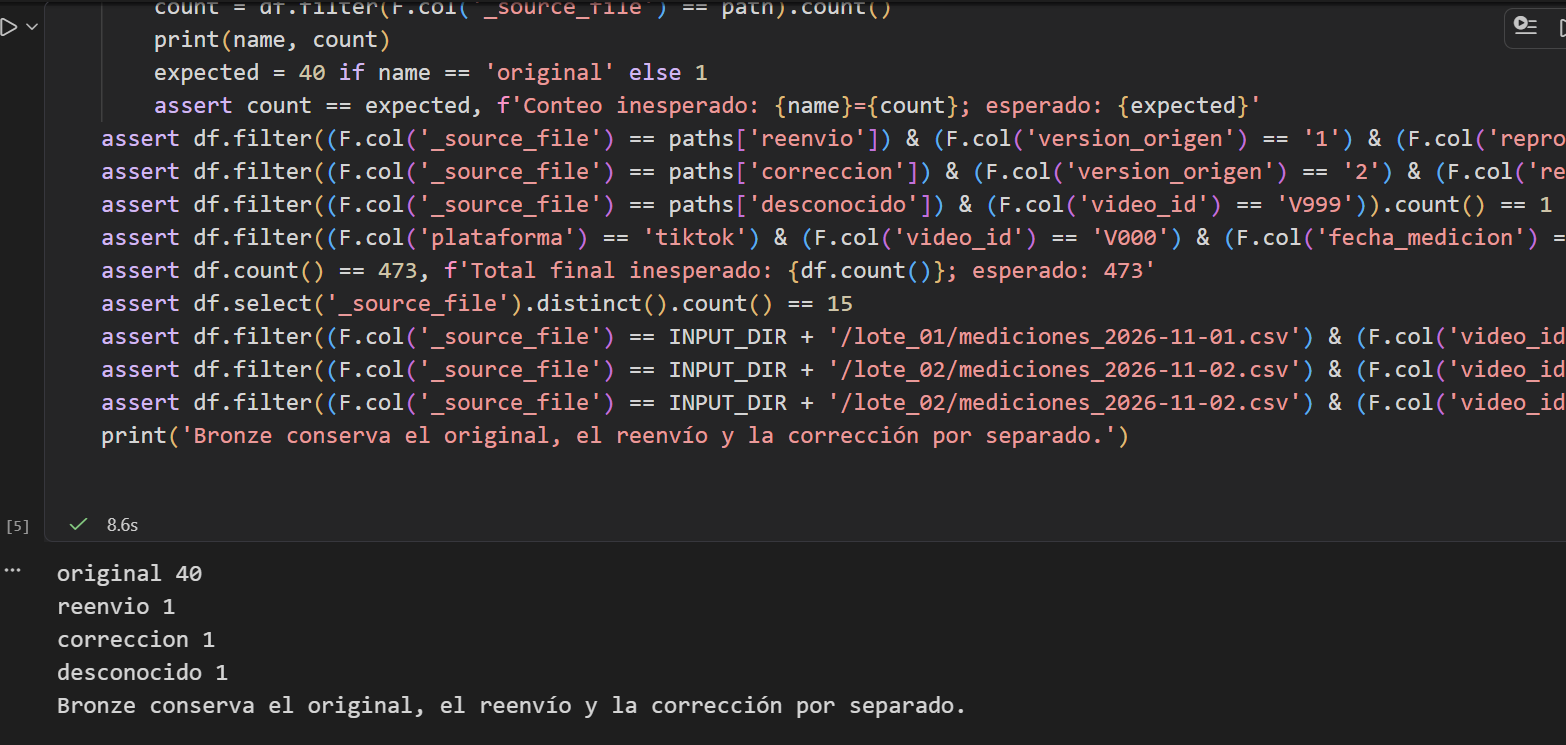 count = df.filter(F.col('_source_file') == path).count()
print(name, count)
expected = 40 if name == 'original' else 1
assert count == expected, f'Conteo inesperado: {name}={count}; esperado: {expected}'
assert df.filter((F.col('_source_file') == paths['reenvio']) & (F.col('version_origen') == '1') & (F.col('repro
assert df.filter((F.col('_source_file') == paths['correccion']) & (F.col('version_origen') == '2') & (F.col('re
assert df.filter((F.col('_source_file') == paths['desconocido']) & (F.col('video_id') == 'V999')).count() == 1
assert df.filter((F.col('plataforma') == 'tiktok') & (F.col('video_id') == 'V000') & (F.col('fecha_medicion') =
assert df.count() == 473, f'Total final inesperado: {df.count()}; esperado: 473'
assert df.select('_source_file').distinct().count() == 15
assert df.filter((F.col('_source_file') == INPUT_DIR + '/lote_01/mediciones_2026-11-01.csv') & (F.col('video_id
assert df.filter((F.col('_source_file') == INPUT_DIR + '/lote_02/mediciones_2026-11-02.csv') & (F.col('video_id
assert df.filter((F.col('_source_file') == INPUT_DIR + '/lote_02/mediciones_2026-11-02.csv') & (F.col('video_id
print('Bronze conserva el original, el reenvío y la corrección por separado.')
[5] 8.6s
original 40
reenvio 1
correccion 1
desconocido 1
Bronze conserva el original, el reenvío y la corrección por separado.